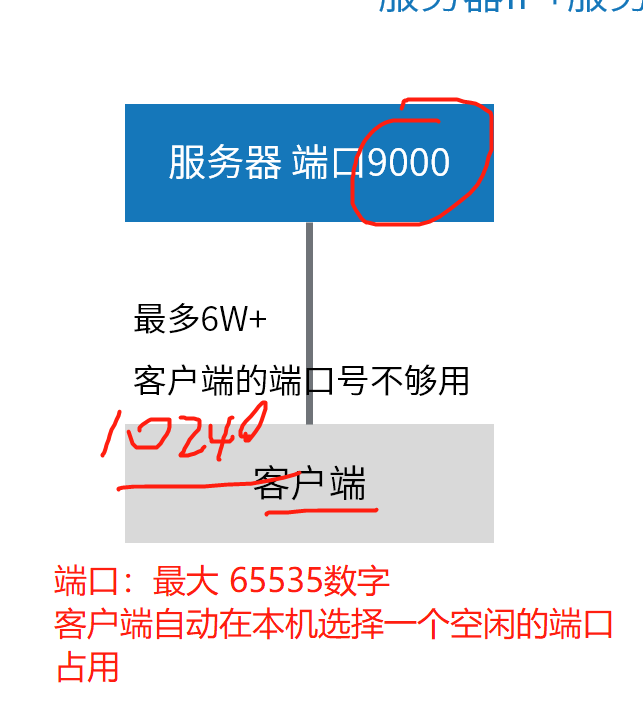 服务器 端口9000
最多6W+
客户端的端口号不够用
10240
客户端
端口：最大 65535数字
客户端自动在本机选择一个空闲的端口
占用